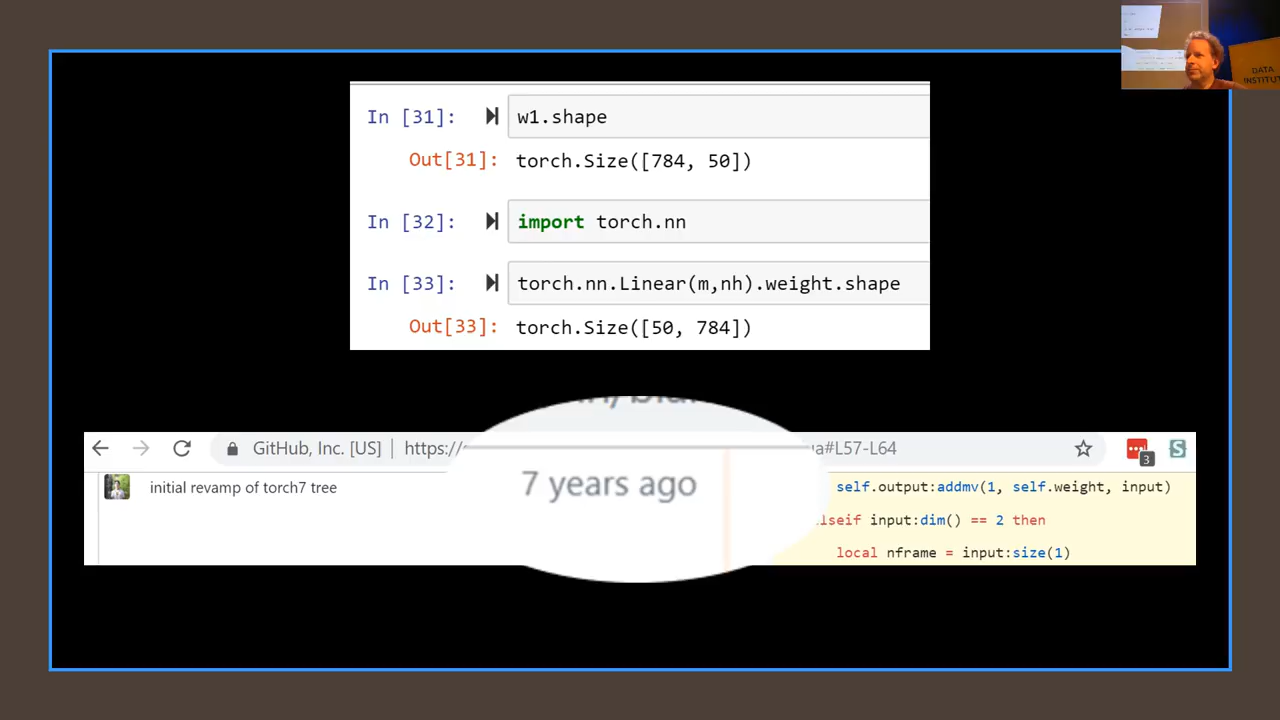 DATA
INSTITUT
In [31]: w1.shape
Out[31]: torch.Size([784, 50])
In [32]: import torch.nn
In [33]: torch.nn.Linear(m,nh).weight.shape
Out[33]: torch.Size([50, 784])
GitHub, Inc. [US] | https:// ua#L57-L64
3
S
initial revamp of torch7 tree
7 years ago
self.output:addmv(1, self.weight, input)
lseif input:dim() == 2 then
local nframe = input:size(1)